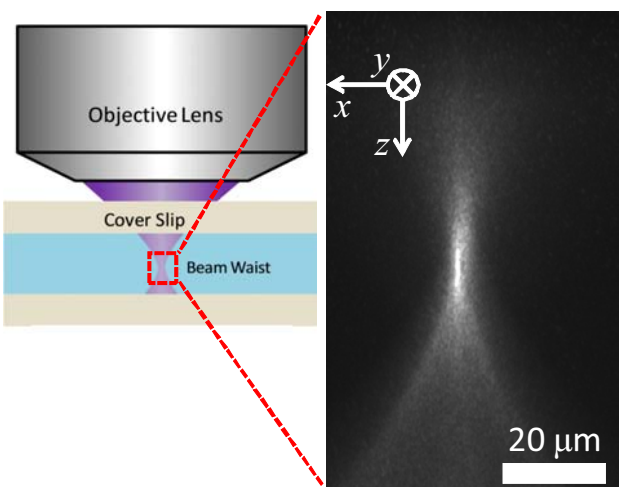 Objective Lens
Cover Slip
Beam Waist
y
x
z
20 μm